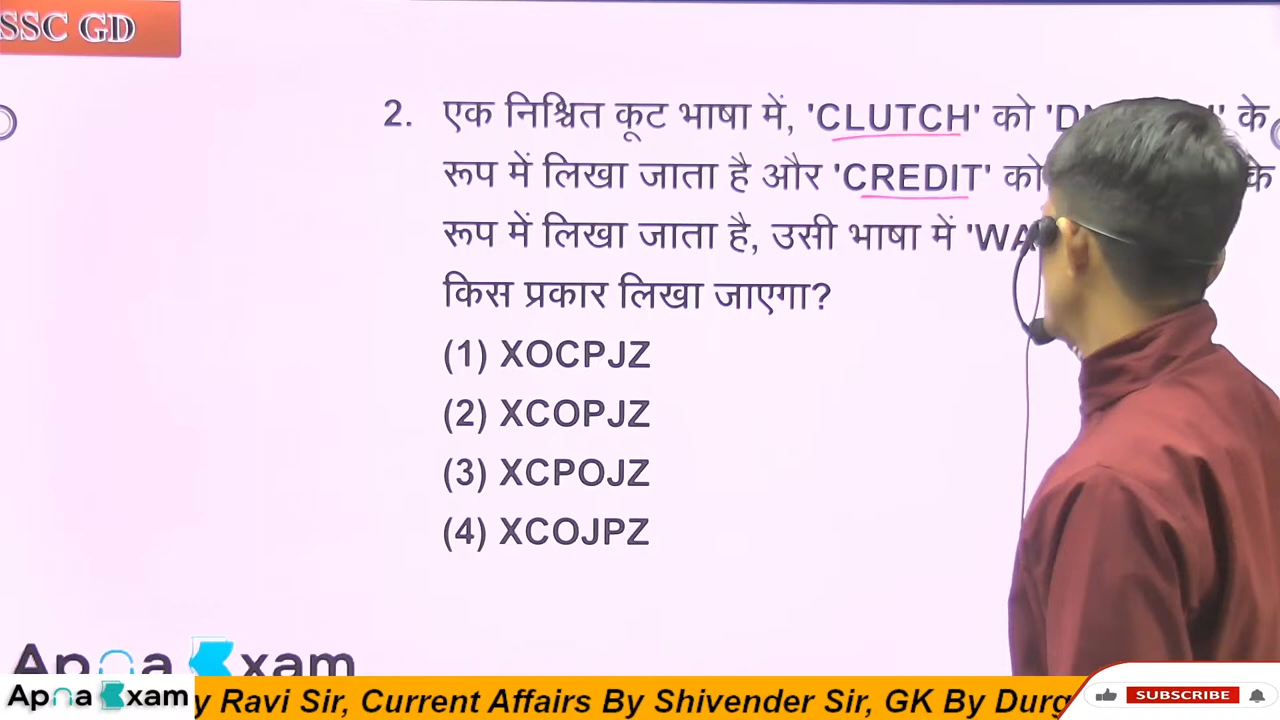 SSC GD
2. एक निश्चित कूट भाषा में, 'CLUTCH' को के
रूप में लिखा जाता है और 'CREDIT' को के
रूप में लिखा जाता है, उसी भाषा में
किस प्रकार लिखा जाएगा?
(1) XOCPJZ
(2) XCOPJZ
(3) XCPOJZ
(4) XCOJPZ
Apna Exam
Apna Exam
y Ravi Sir, Current Affairs By Shivender Sir, GK By Durg
SUBSCRIBE